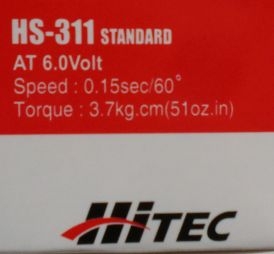 HS-311 STANDARD
AT 6.0Volt
Speed : 0.15sec/60°
Torque : 3.7kg.cm(51oz.in)
HiTEC